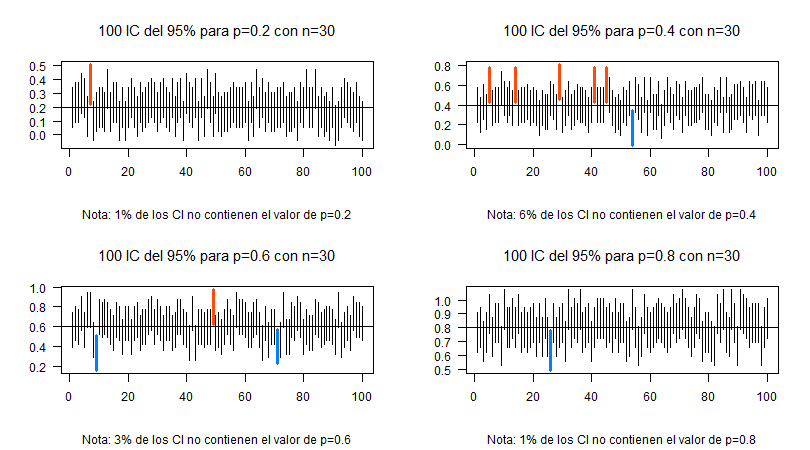 100 IC del 95% para p=0.2 con n=30
0.5
0.4
0.3
0.2
0.1
0.0
0 20 40 60 80 100
Nota: 1% de los CI no contienen el valor de p=0.2
100 IC del 95% para p=0.4 con n=30
0.8
0.6
0.4
0.2
0.0
0 20 40 60 80 100
Nota: 6% de los CI no contienen el valor de p=0.4
100 IC del 95% para p=0.6 con n=30
1.0
0.8
0.6
0.4
0.2
0 20 40 60 80 100
Nota: 3% de los CI no contienen el valor de p=0.6
100 IC del 95% para p=0.8 con n=30
1.0
0.9
0.8
0.7
0.6
0.5
0 20 40 60 80 100
Nota: 1% de los CI no contienen el valor de p=0.8